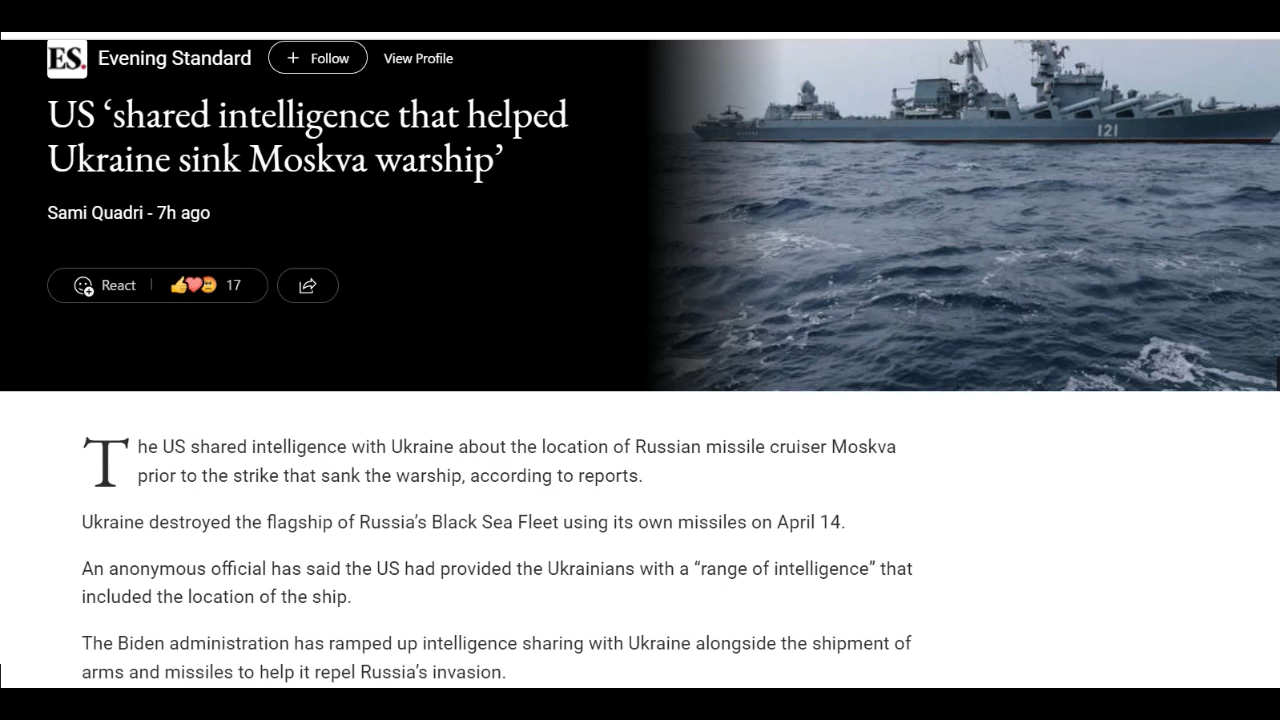 ES. Evening Standard + Follow View Profile
US ‘shared intelligence that helped
Ukraine sink Moskva warship’
Sami Quadri - 7h ago
React 17
121
The US shared intelligence with Ukraine about the location of Russian missile cruiser Moskva
prior to the strike that sank the warship, according to reports.
Ukraine destroyed the flagship of Russia’s Black Sea Fleet using its own missiles on April 14.
An anonymous official has said the US had provided the Ukrainians with a “range of intelligence” that
included the location of the ship.
The Biden administration has ramped up intelligence sharing with Ukraine alongside the shipment of
arms and missiles to help it repel Russia’s invasion.